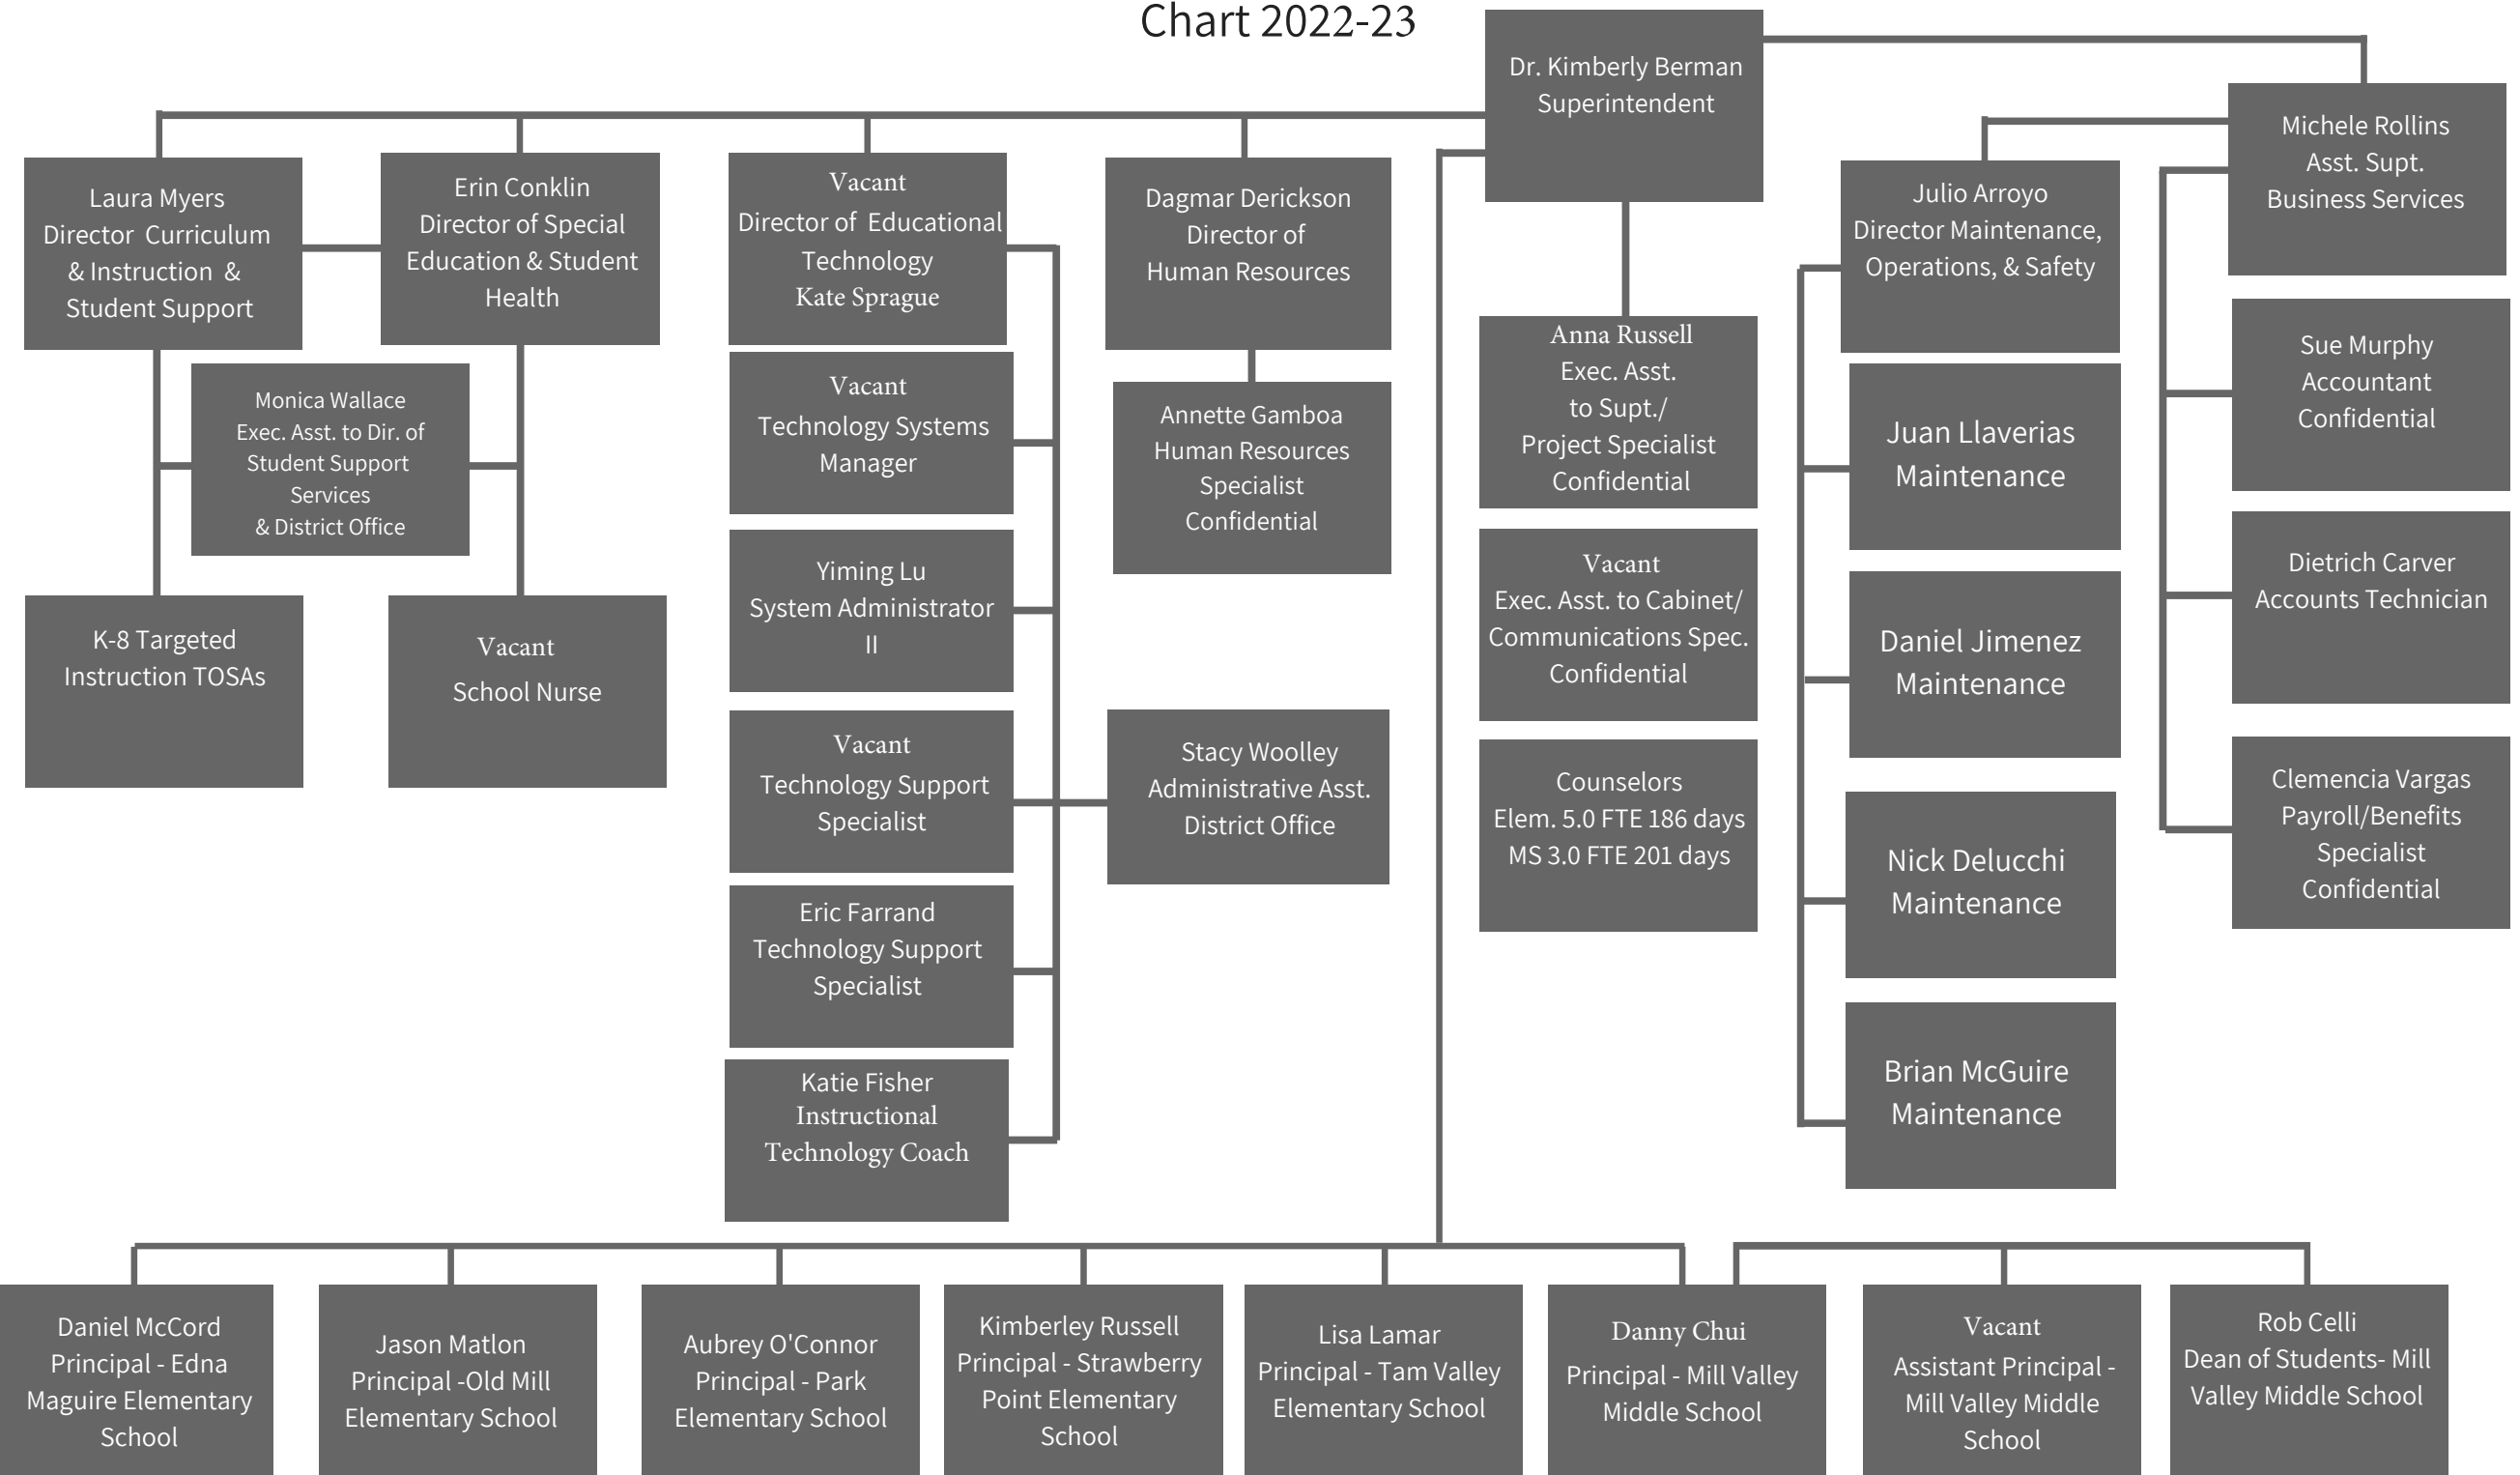 Chart 2022-23
Dr. Kimberly Berman
Superintendent
Michele Rollins
Asst. Supt.
Business Services
Laura Myers
Director Curriculum
& Instruction &
Student Support
Erin Conklin
Director of Special
Education & Student
Health
Vacant
Director of Educational
Technology
Kate Sprague
Dagmar Derickson
Director of
Human Resources
Julio Arroyo
Director Maintenance,
Operations, & Safety
Monica Wallace
Exec. Asst. to Dir. of
Student Support
Services
& District Office
Vacant
Technology Systems
Manager
Annette Gamboa
Human Resources
Specialist
Confidential
Anna Russell
Exec. Asst.
to Supt./
Project Specialist
Confidential
Juan Llaverias
Maintenance
Sue Murphy
Accountant
Confidential
K-8 Targeted
Instruction TOSAs
Vacant
School Nurse
Yiming Lu
System Administrator
II
Vacant
Exec. Asst. to Cabinet/
Communications Spec.
Confidential
Daniel Jimenez
Maintenance
Dietrich Carver
Accounts Technician
Vacant
Technology Support
Specialist
Stacy Woolley
Administrative Asst.
District Office
Counselors
Elem. 5.0 FTE 186 days
MS 3.0 FTE 201 days
Nick Delucchi
Maintenance
Clemencia Vargas
Payroll/Benefits
Specialist
Confidential
Eric Farrand
Technology Support
Specialist
Katie Fisher
Instructional
Technology Coach
Brian McGuire
Maintenance
Daniel McCord
Principal - Edna
Maguire Elementary
School
Jason Matlon
Principal -Old Mill
Elementary School
Aubrey O'Connor
Principal - Park
Elementary School
Kimberley Russell
Principal - Strawberry
Point Elementary
School
Lisa Lamar
Principal - Tam Valley
Elementary School
Danny Chui
Principal - Mill Valley
Middle School
Vacant
Assistant Principal -
Mill Valley Middle
School
Rob Celli
Dean of Students- Mill
Valley Middle School